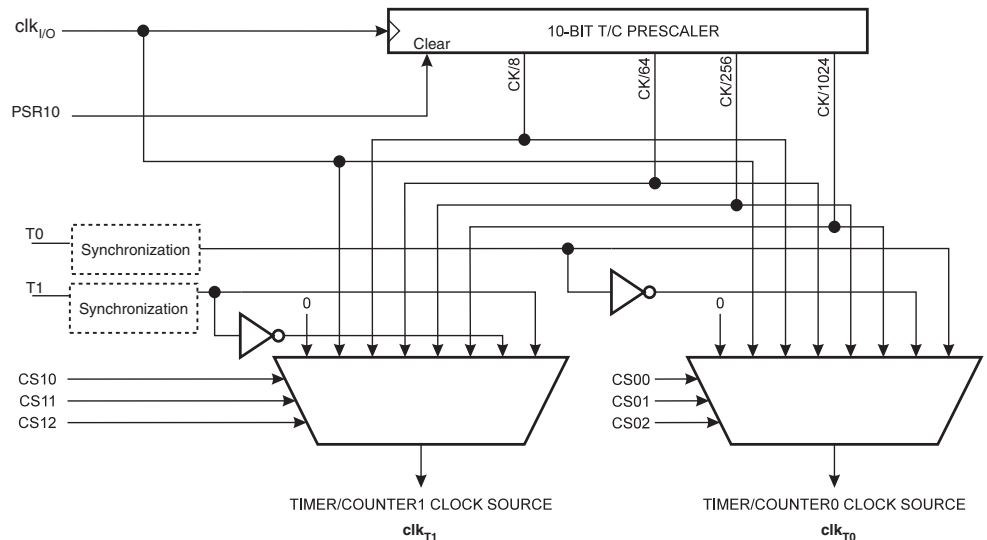 clkI/O
10-BIT T/C PRESCALER
Clear
CK/8
CK/64
CK/256
CK/1024
PSR10
T0
Synchronization
T1
Synchronization
0
0
CS10
CS11
CS12
CS00
CS01
CS02
TIMER/COUNTER1 CLOCK SOURCE
clkT1
TIMER/COUNTER0 CLOCK SOURCE
clkT0